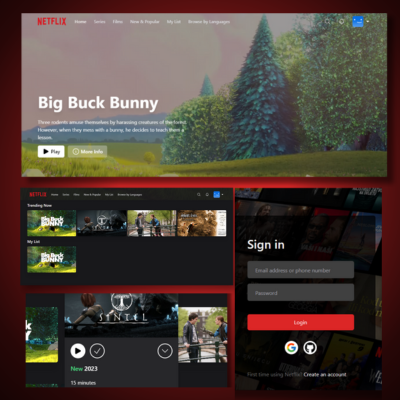 NETFLIX Home Series Films New & Popular My List Browse by Languages
Big Buck Bunny
Three rodents amuse themselves by harassing creatures of the forest.
However, when they mess with a bunny, he decides to teach them a
lesson.
Play More Info
NETFLIX Home Series Films New & Popular My List Browse by Languages
Trending Now
BIG BUCK
BUNNY
SINTEL
My List
BIG BUCK
BUNNY
SINTEL
New 2023
15 minutes
Sign in
Email address or phone number
Password
Login
First time using Netflix? Create an account